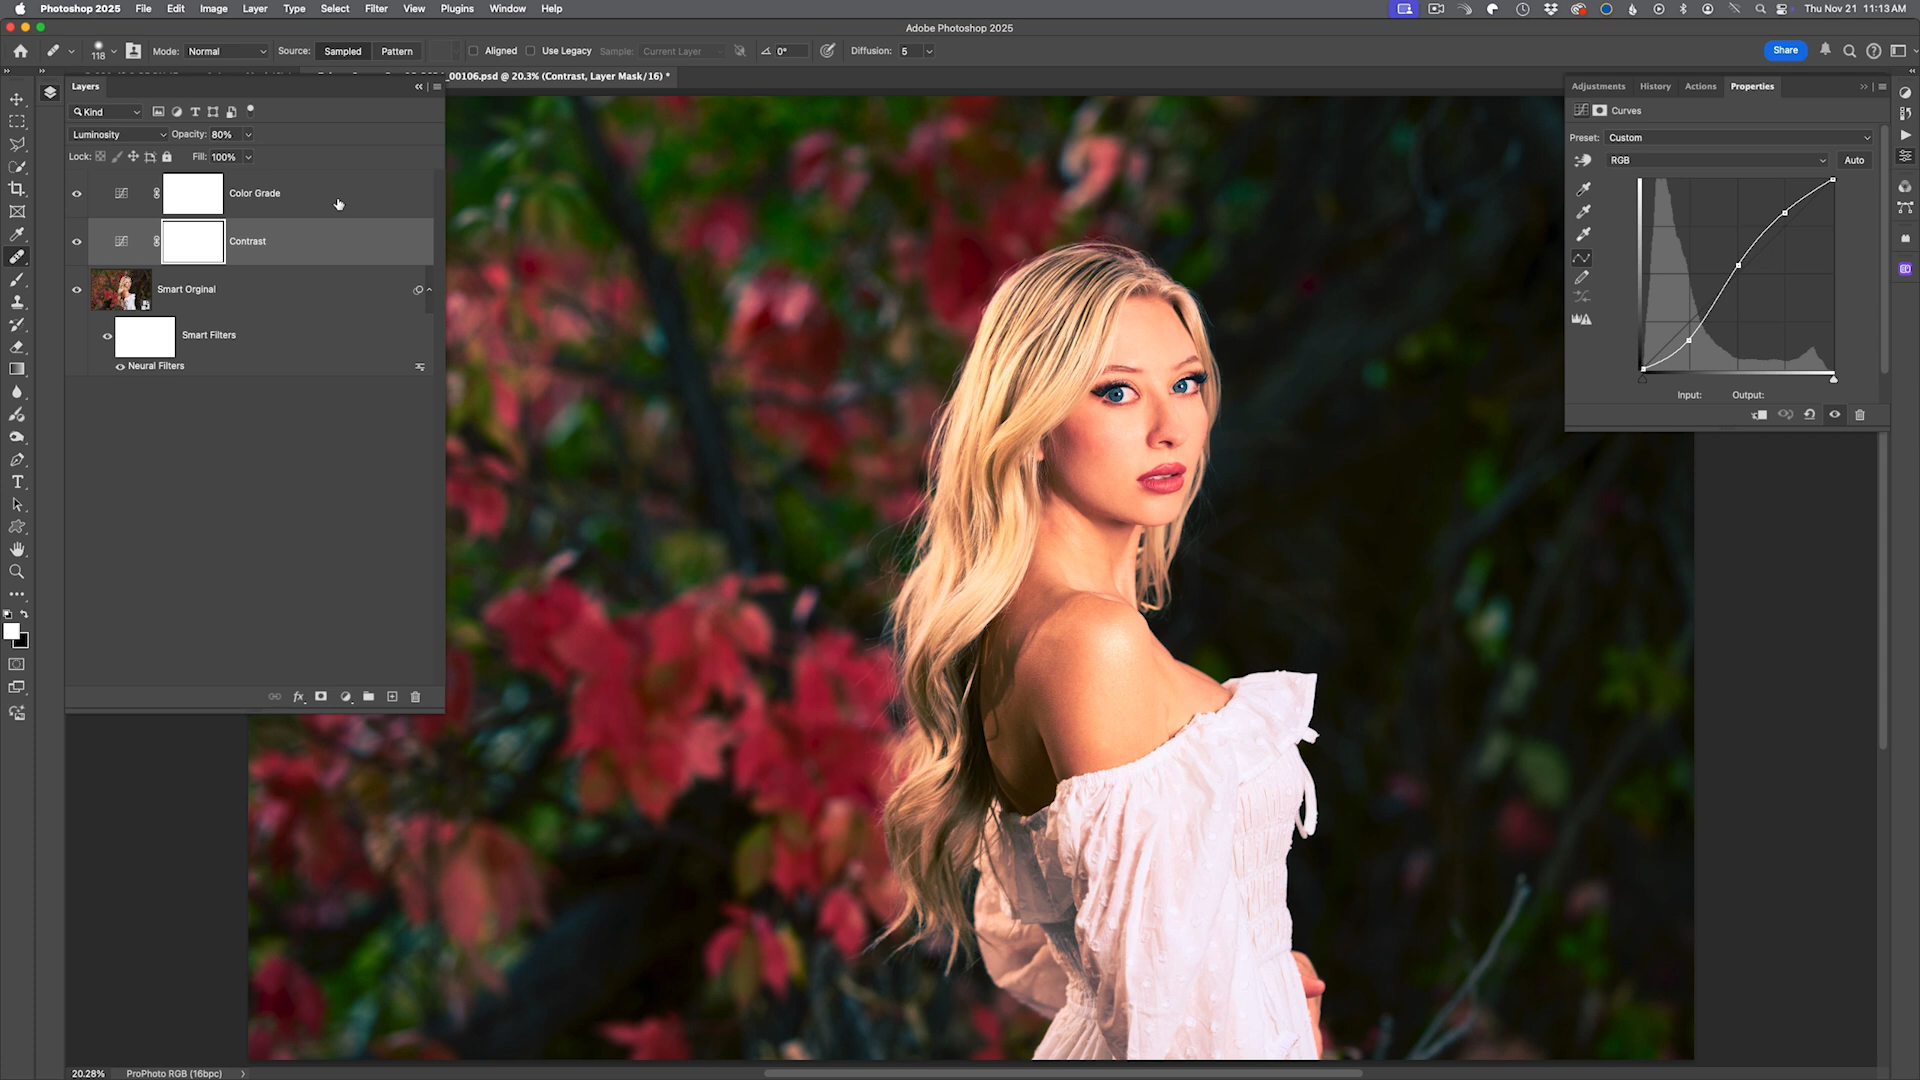 Photoshop 2025 File Edit Image Layer Type Select Filter View Plugins Window Help Thu Nov 21 11:13 AM
Adobe Photoshop 2025
118 Mode: Normal Source: Sampled Pattern Aligned Use Legacy Sample: Current Layer 0° Diffusion: 5 Share
_00106.psd @ 20.3% (Contrast, Layer Mask/16) *
Layers
Kind
Luminosity Opacity: 80%
Lock: Fill: 100%
Color Grade
Contrast
Smart Orginal
Smart Filters
Neural Filters
Adjustments History Actions Properties
Curves
Preset: Custom
RGB Auto
Input: Output:
20.28% ProPhoto RGB (16bpc)